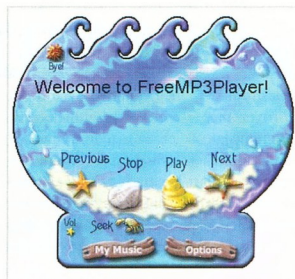 Bye!
Welcome to FreeMP3Player!
Previous Stop Play Next
Vol Seek
My Music Options